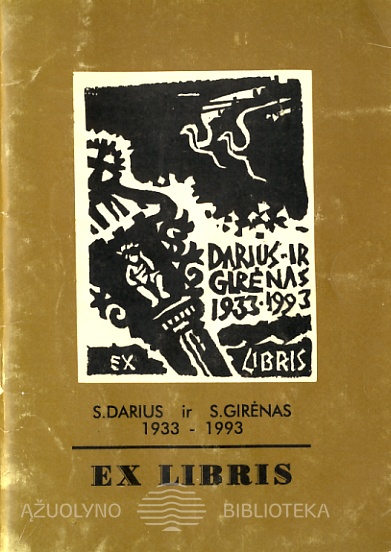 DARIUS·IR
GIRĖNAS
1933·1993
EX LIBRIS
S.DARIUS ir S.GIRĖNAS
1933 - 1993
EX LIBRIS
AŽUOLYNO BIBLIOTEKA